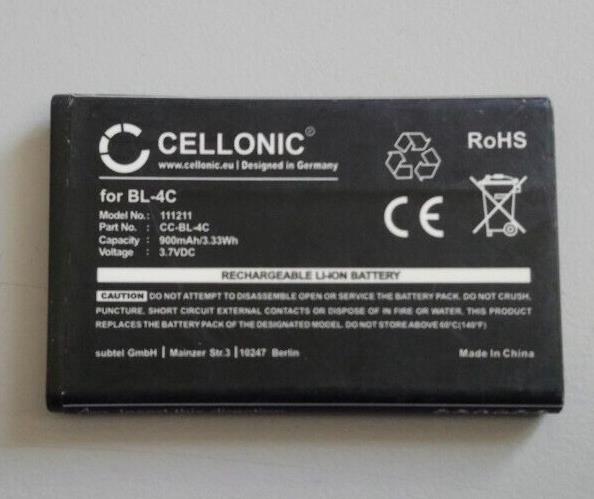 CELLONIC®
www.cellonic.eu | Designed in Germany
RoHS
for BL-4C
Model No.: 111211
Part No. : CC-BL-4C
Capacity : 900mAh/3.33Wh
Voltage : 3.7VDC
CE
RECHARGEABLE LI-ION BATTERY
CAUTION DO NOT ATTEMPT TO DISASSEMBLE OPEN OR SERVICE THE BATTERY PACK. DO NOT CRUSH,
PUNCTURE. SHORT CIRCUIT EXTERNAL CONTACTS OR DISPOSE OF IN FIRE OR WATER. THIS PRODUCT
REPLACES THE BATTERY PACK OF THE DESIGNATED MODEL. DO NOT STORE ABOVE 60°C(140°F)
subtel GmbH | Mainzer Str.3 | 10247 Berlin
Made in China